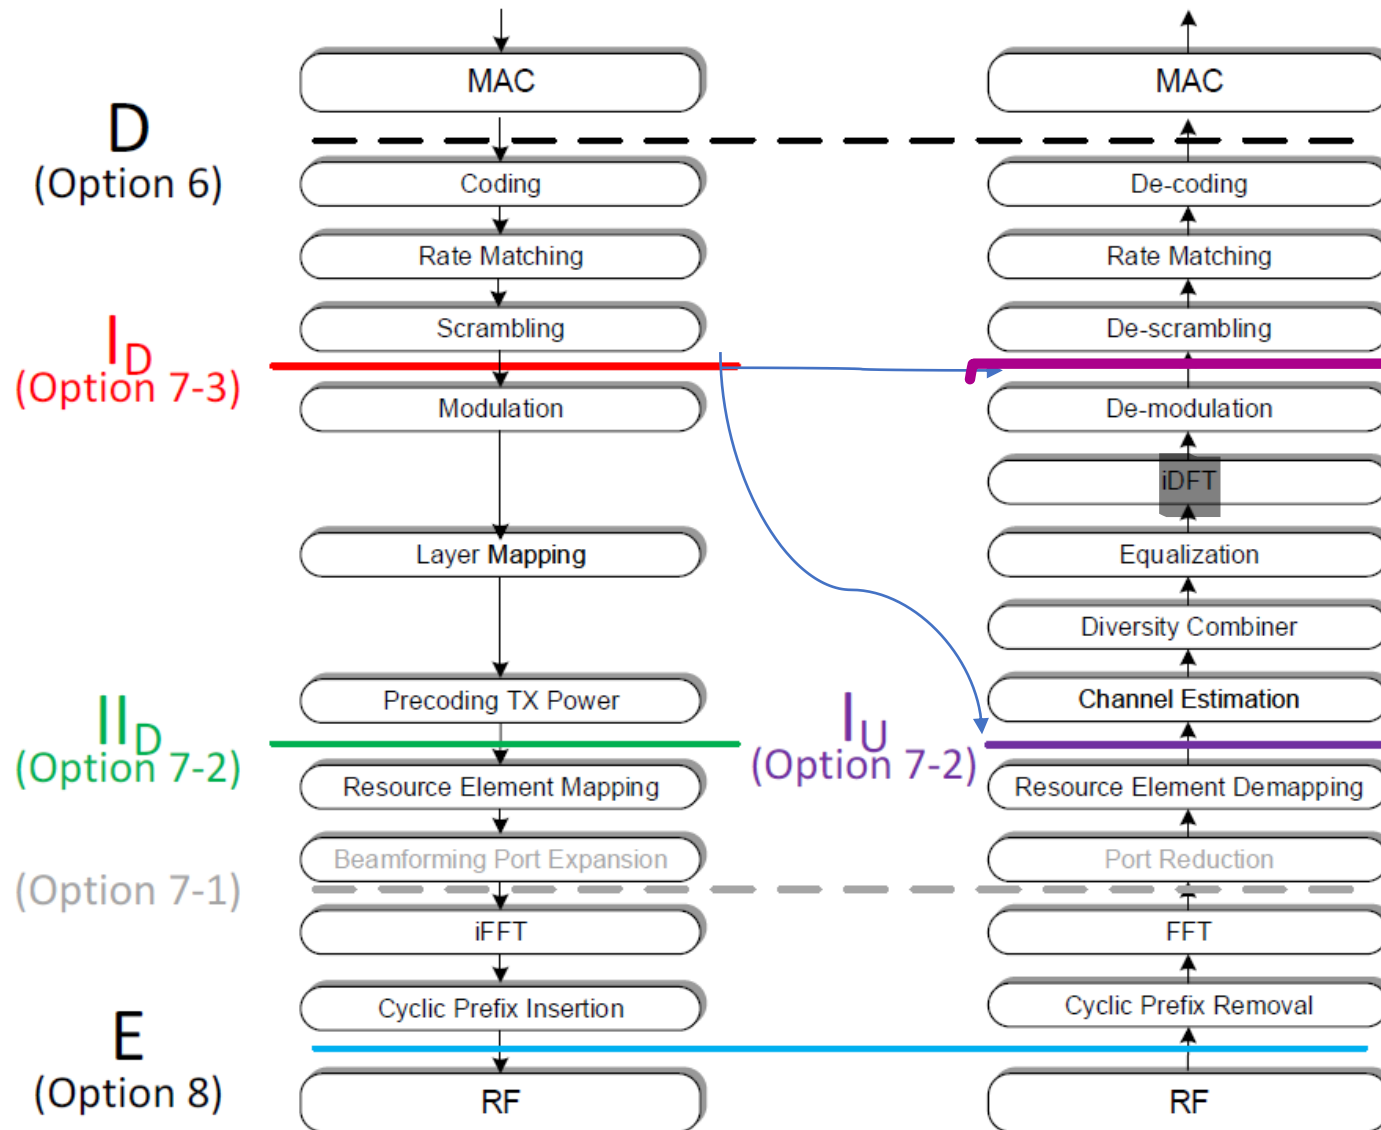 MAC
MAC
D
(Option 6)
Coding
De-coding
Rate Matching
Rate Matching
I_D
(Option 7-3)
Scrambling
De-scrambling
Modulation
De-modulation
iDFT
Layer Mapping
Equalization
Diversity Combiner
II_D
(Option 7-2)
Precoding TX Power
I_U
(Option 7-2)
Channel Estimation
Resource Element Mapping
Resource Element Demapping
Beamforming Port Expansion
Port Reduction
(Option 7-1)
iFFT
FFT
Cyclic Prefix Insertion
Cyclic Prefix Removal
E
(Option 8)
RF
RF